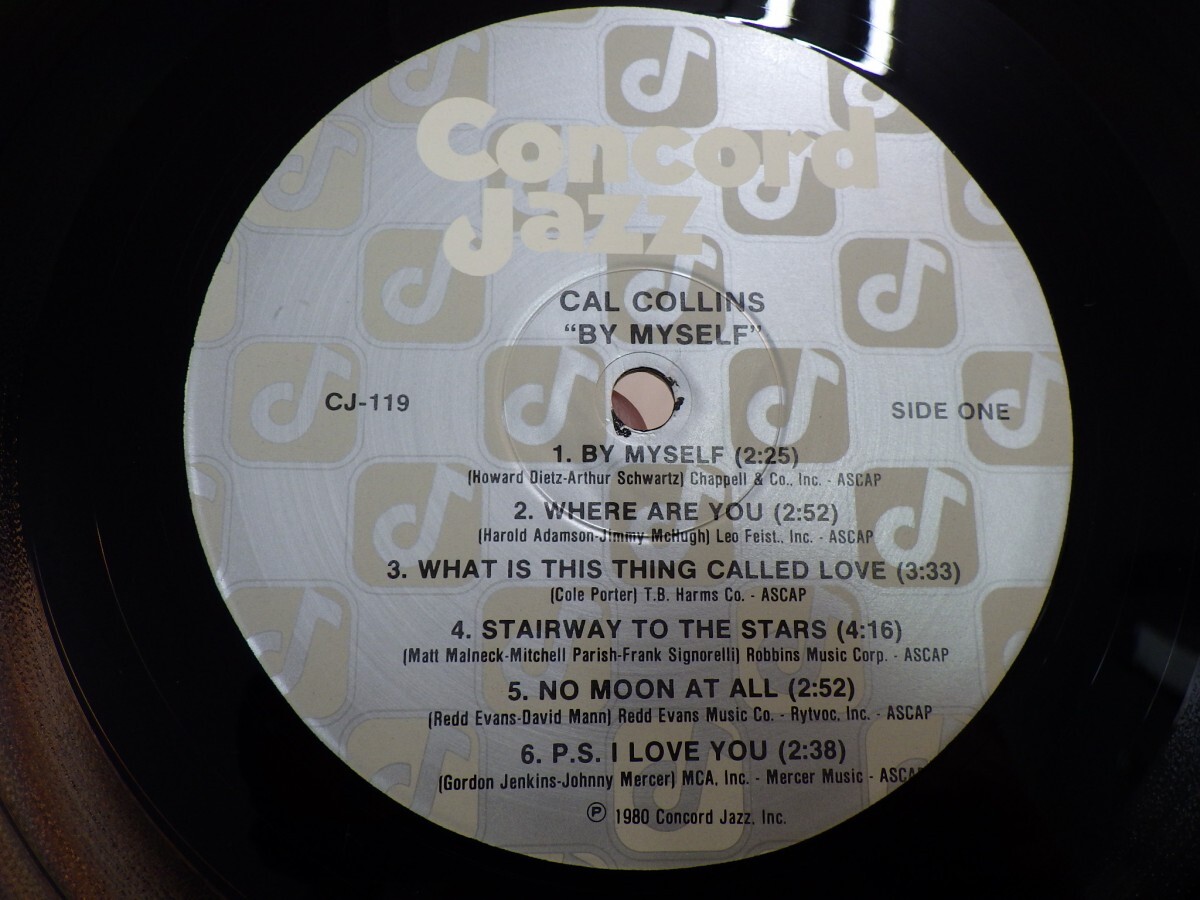 Concord
Jazz
CAL COLLINS
"BY MYSELF"
CJ-119
SIDE ONE
1. BY MYSELF (2:25)
(Howard Dietz-Arthur Schwartz) Chappell & Co., Inc. - ASCAP
2. WHERE ARE YOU (2:52)
(Harold Adamson-Jimmy McHugh) Leo Feist., Inc. - ASCAP
3. WHAT IS THIS THING CALLED LOVE (3:33)
(Cole Porter) T.B. Harms Co. - ASCAP
4. STAIRWAY TO THE STARS (4:16)
(Matt Malneck-Mitchell Parish-Frank Signorelli) Robbins Music Corp. - ASCAP
5. NO MOON AT ALL (2:52)
(Redd Evans-David Mann) Redd Evans Music Co. - Rytvoc, Inc. - ASCAP
6. P.S. I LOVE YOU (2:38)
(Gordon Jenkins-Johnny Mercer) MCA, Inc. - Mercer Music - ASCAP
℗ 1980 Concord Jazz, Inc.